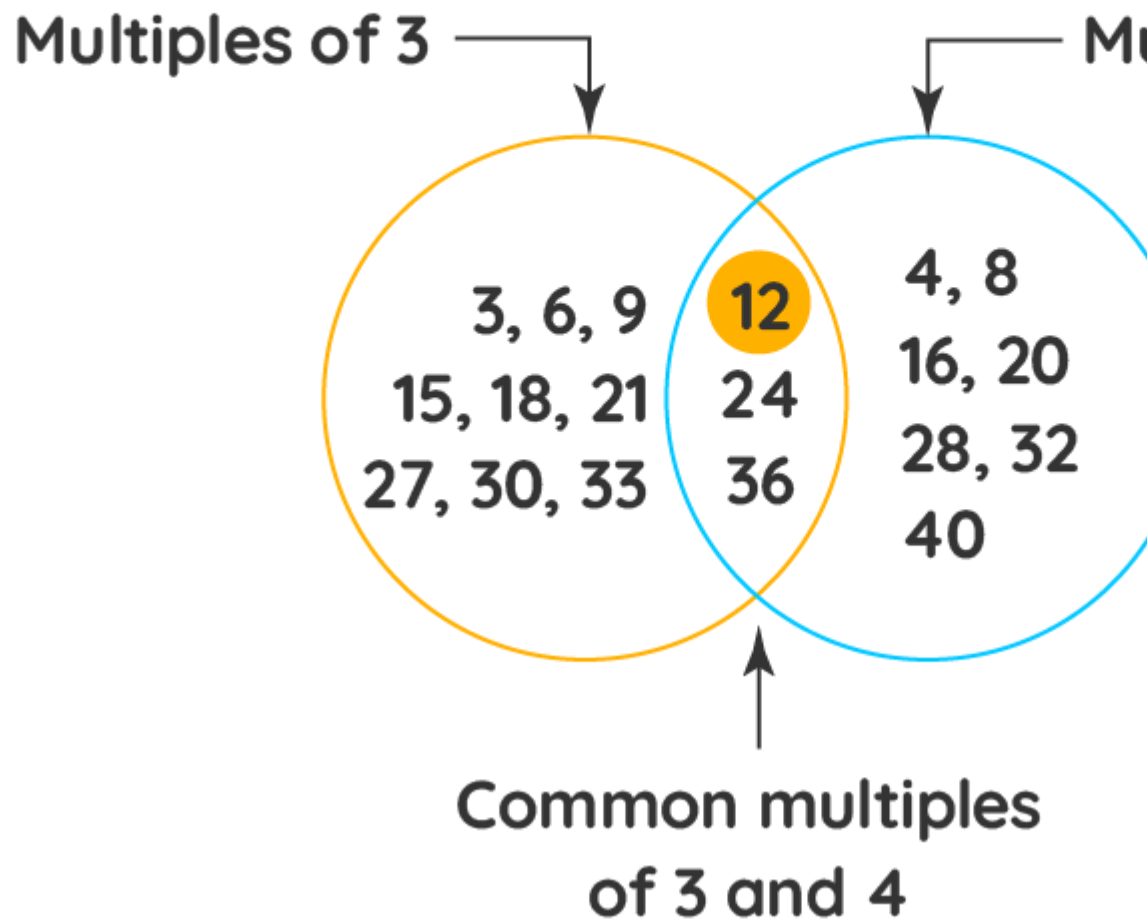 Multiples of 3
Mu
3, 6, 9
15, 18, 21
27, 30, 33
12
24
36
4, 8
16, 20
28, 32
40
Common multiples
of 3 and 4